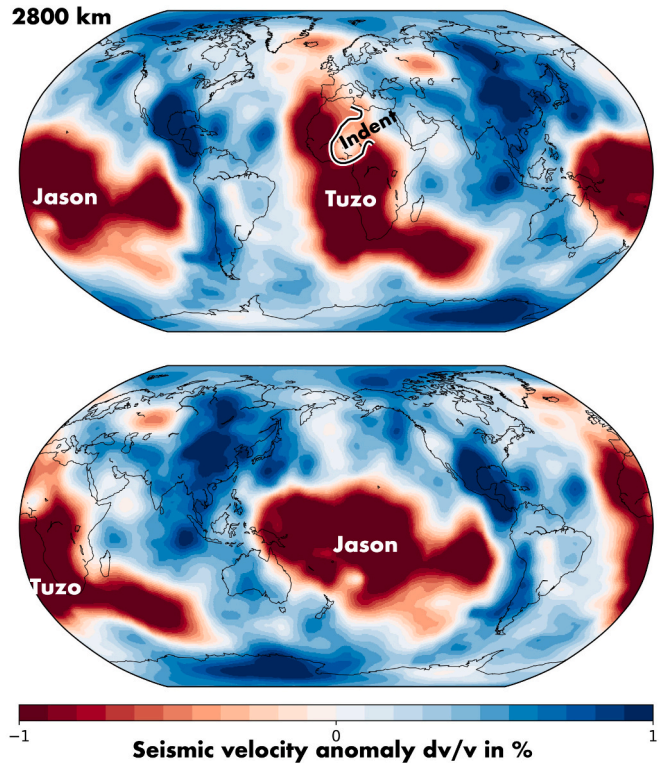 2800 km
Indent
Jason
Tuzo
Jason
Tuzo
−1
0
1
Seismic velocity anomaly dv/v in %